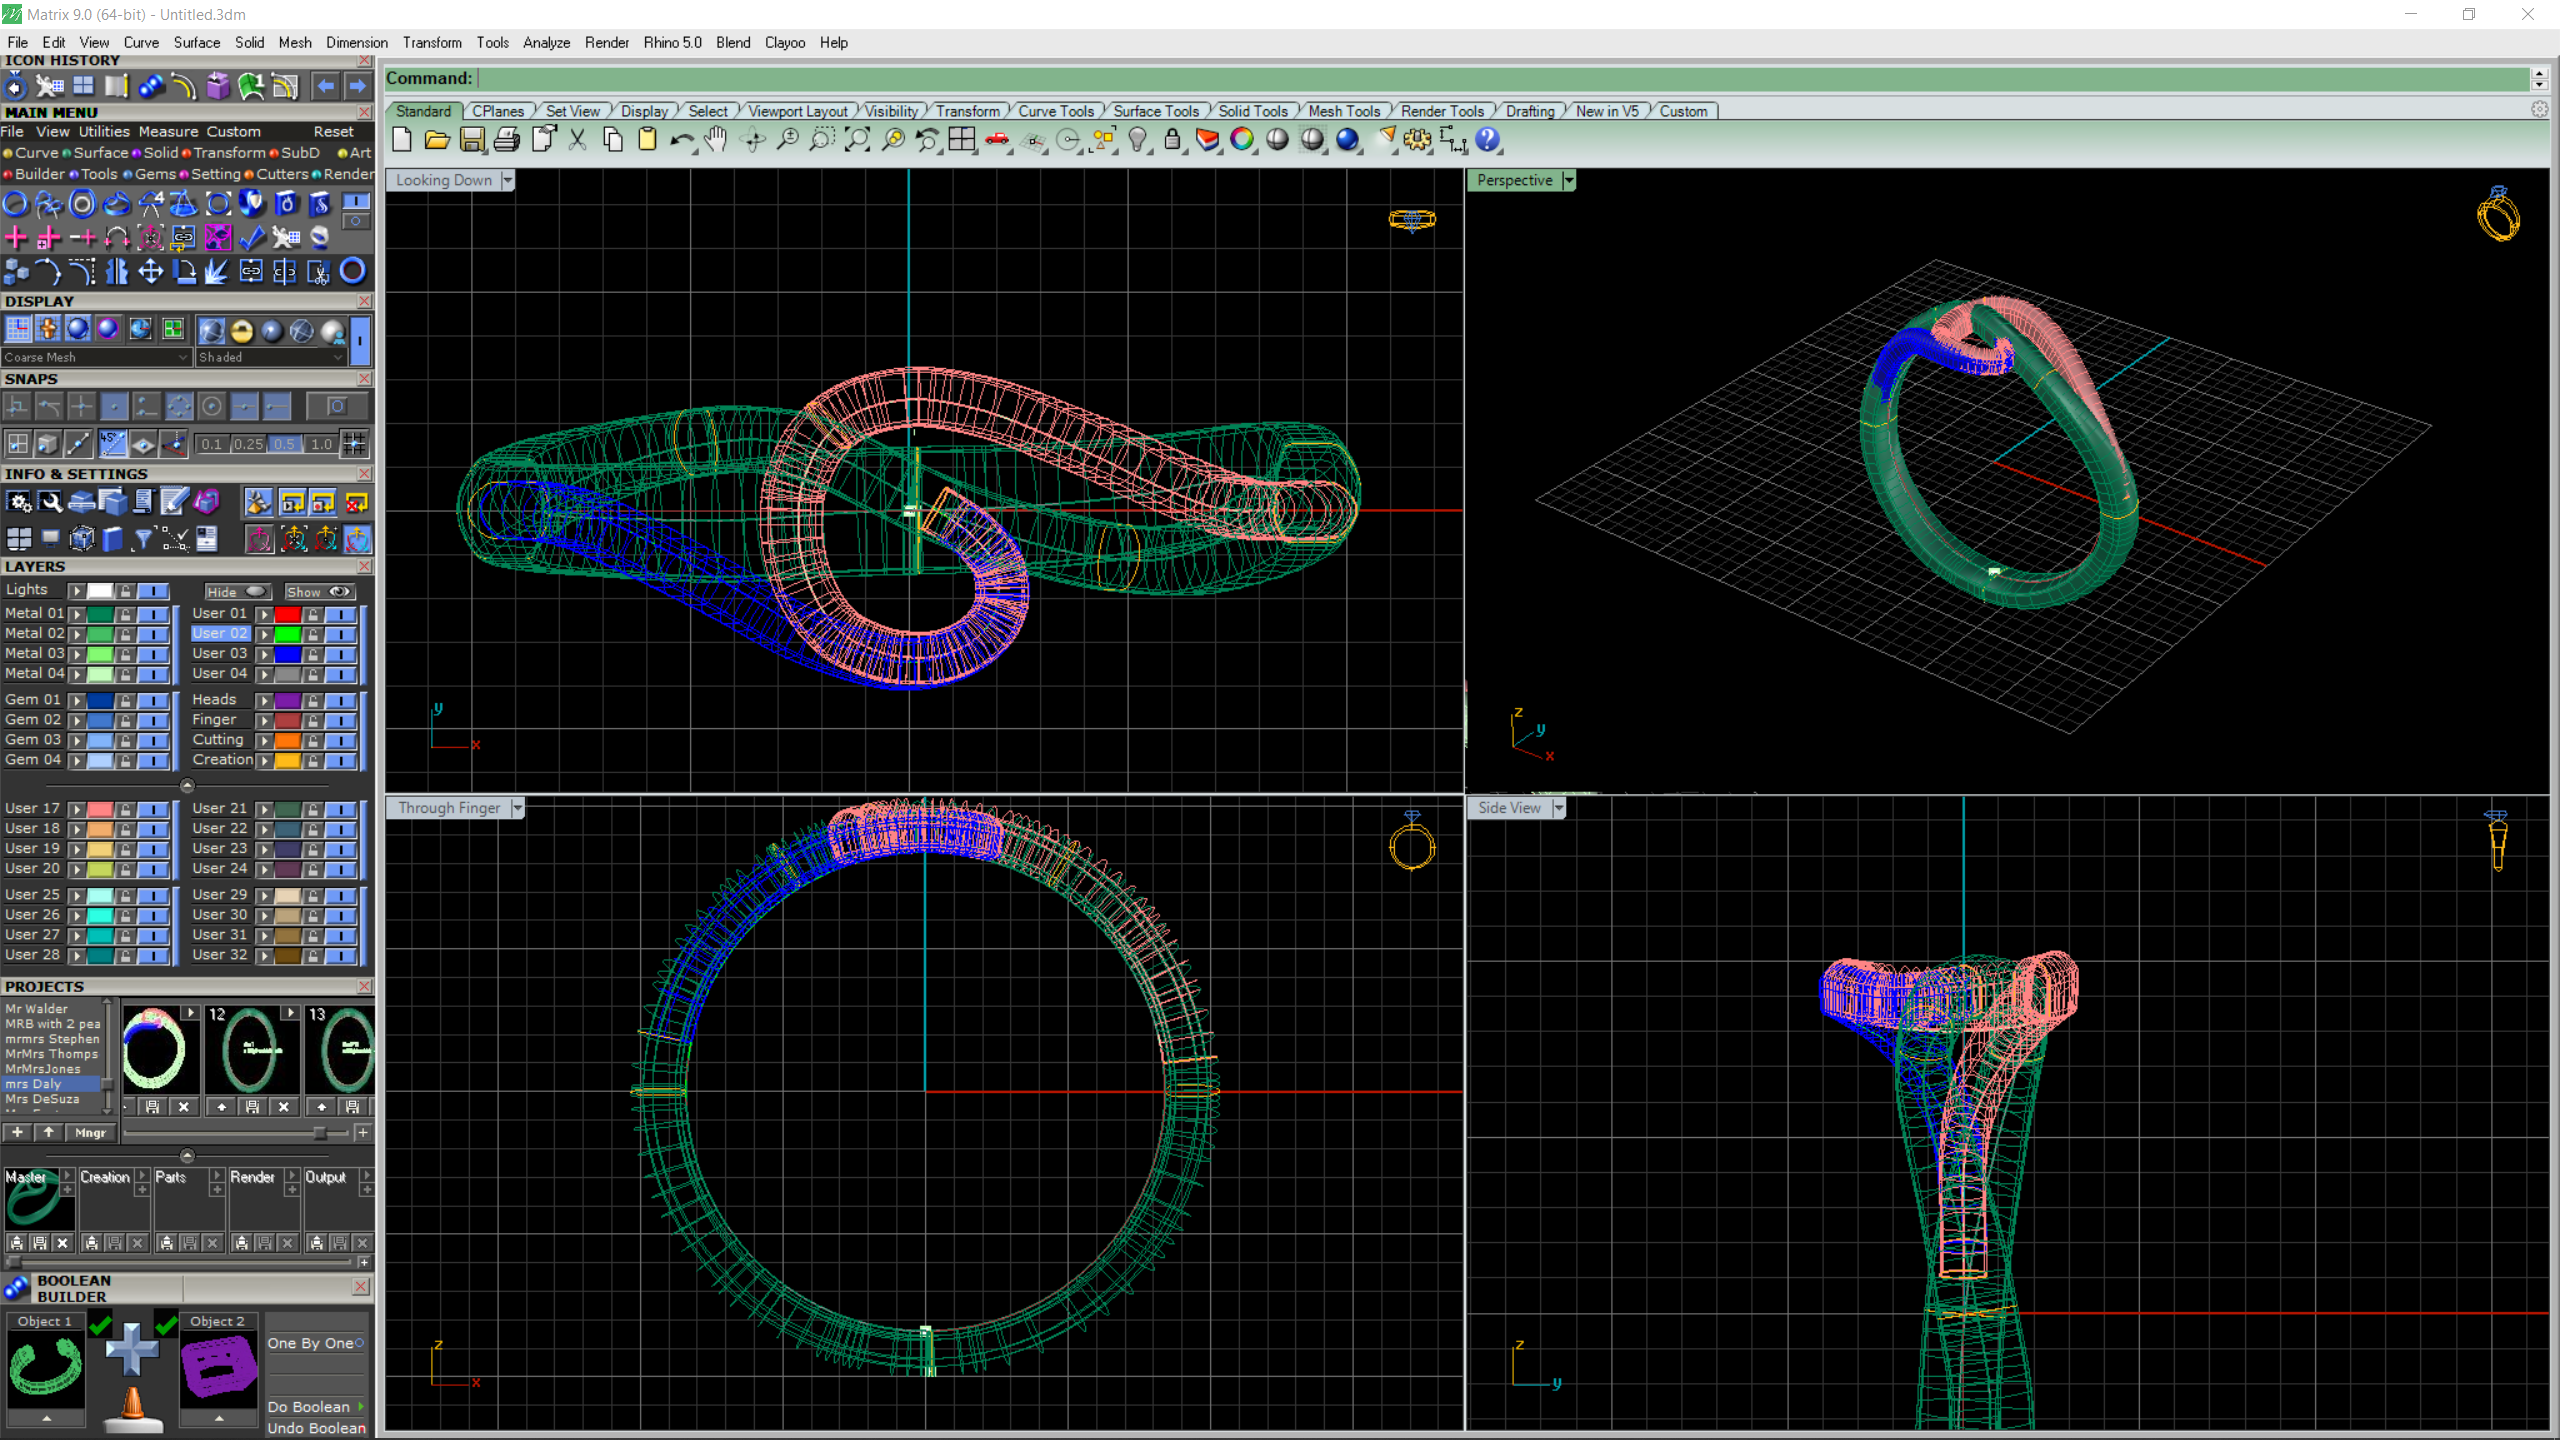 Matrix 9.0 (64-bit) - Untitled.3dm
File Edit View Curve Surface Solid Mesh Dimension Transform Tools Analyze Render Rhino 5.0 Blend Clayoo Help
ICON HISTORY
MAIN MENU
File View Utilities Measure Custom Reset
Curve Surface Solid Transform SubD Art
Builder Tools Gems Setting Cutters Render
DISPLAY
Coarse Mesh Shaded
SNAPS
45°
0.1 0.25 0.5 1.0
INFO & SETTINGS
LAYERS
Lights Hide Show
Metal 01 User 01
Metal 02 User 02
Metal 03 User 03
Metal 04 User 04
Gem 01 Heads
Gem 02 Finger
Gem 03 Cutting
Gem 04 Creation
User 17 User 21
User 18 User 22
User 19 User 23
User 20 User 24
User 25 User 29
User 26 User 30
User 27 User 31
User 28 User 32
PROJECTS
Mr Walder
MRB with 2 pea
mrmrs Stephen
MrMrs Thomps
MrMrsJones
mrs Daly
Mrs DeSuza
12
13
Mngr
Master Creation Parts Render Output
BOOLEAN
BUILDER
Object 1 Object 2
One By One
Do Boolean
Undo Boolean
Command:
Standard CPlanes Set View Display Select Viewport Layout Visibility Transform Curve Tools Surface Tools Solid Tools Mesh Tools Render Tools Drafting New in V5 Custom
Looking Down
y
x
Perspective
z
y
x
Through Finger
z
x
Side View
z
y